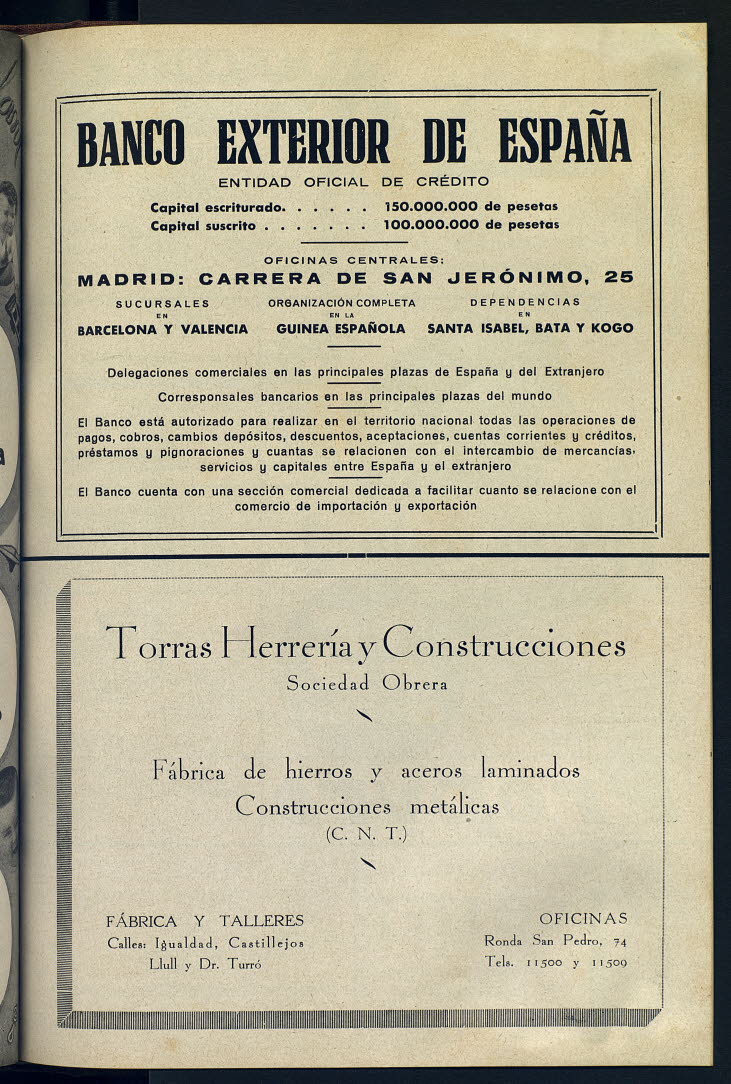 BANCO EXTERIOR DE ESPAÑA
ENTIDAD OFICIAL DE CRÉDITO
Capital escriturado. . . . . . 150.000.000 de pesetas
Capital suscrito . . . . . . . 100.000.000 de pesetas
OFICINAS CENTRALES:
MADRID: CARRERA DE SAN JERÓNIMO, 25
SUCURSALES
EN
BARCELONA Y VALENCIA
ORGANIZACIÓN COMPLETA
EN LA
GUINEA ESPAÑOLA
DEPENDENCIAS
EN
SANTA ISABEL, BATA Y KOGO
Delegaciones comerciales en las principales plazas de España y del Extranjero
Corresponsales bancarios en las principales plazas del mundo
El Banco está autorizado para realizar en el territorio nacional todas las operaciones de
pagos, cobros, cambios depósitos, descuentos, aceptaciones, cuentas corrientes y créditos,
préstamos y pignoraciones y cuantas se relacionen con el intercambio de mercancías,
servicios y capitales entre España y el extranjero
El Banco cuenta con una sección comercial dedicada a facilitar cuanto se relacione con el
comercio de importación y exportación
Torras Herrería y Construcciones
Sociedad Obrera
Fábrica de hierros y aceros laminados
Construcciones metálicas
(C. N. T.)
FÁBRICA Y TALLERES
Calles: Igualdad, Castillejos
Llull y Dr. Turró
OFICINAS
Ronda San Pedro, 74
Tels. 11500 y 11509